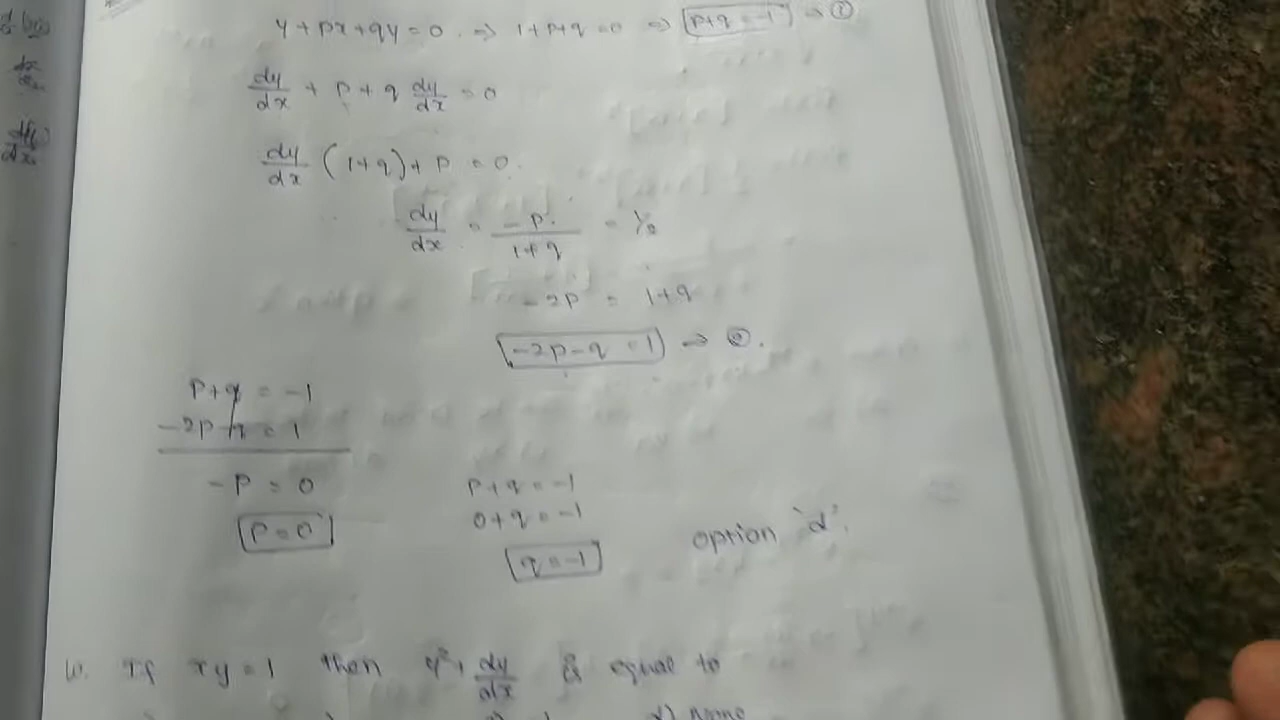 y + px + qy = 0 ⇒ 1+p+q = 0 ⇒ p+q = -1 ⇒ ①
dy/dx + p + q dy/dx = 0
dy/dx (1+q) + p = 0.
dy/dx = -p/1+q = 1/2
-2p = 1+q
-2p-q = 1 ⇒ ②.
p+q = -1
-2p-q = 1
-p = 0
p = 0
p+q = -1
0+q = -1
q = -1
option 'd'.
If xy = 1 then y² + dy/dx is equal to
d) None